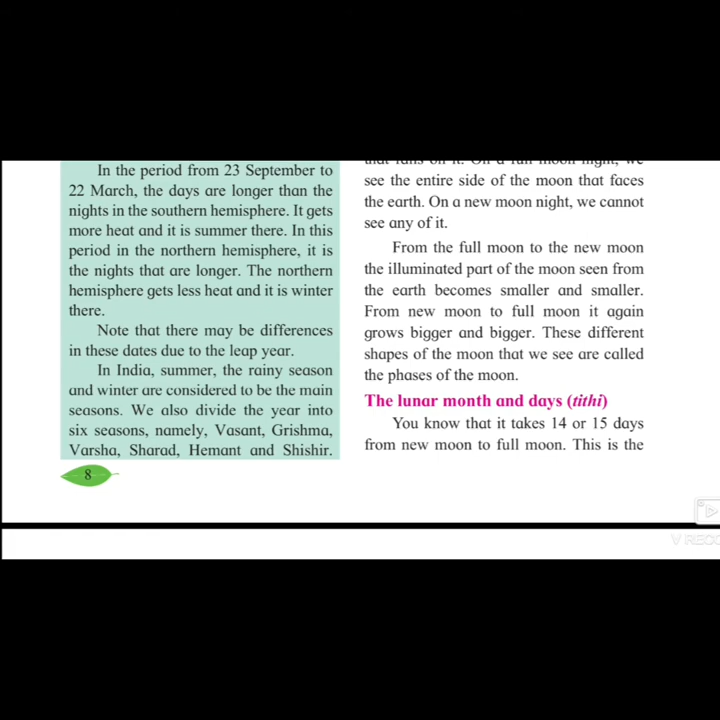 In the period from 23 September to
22 March, the days are longer than the
nights in the southern hemisphere. It gets
more heat and it is summer there. In this
period in the northern hemisphere, it is
the nights that are longer. The northern
hemisphere gets less heat and it is winter
there.
Note that there may be differences
in these dates due to the leap year.
In India, summer, the rainy season
and winter are considered to be the main
seasons. We also divide the year into
six seasons, namely, Vasant, Grishma,
Varsha, Sharad, Hemant and Shishir.
8
that falls on it. On a full moon night, we
see the entire side of the moon that faces
the earth. On a new moon night, we cannot
see any of it.
From the full moon to the new moon
the illuminated part of the moon seen from
the earth becomes smaller and smaller.
From new moon to full moon it again
grows bigger and bigger. These different
shapes of the moon that we see are called
the phases of the moon.
The lunar month and days (tithi)
You know that it takes 14 or 15 days
from new moon to full moon. This is the